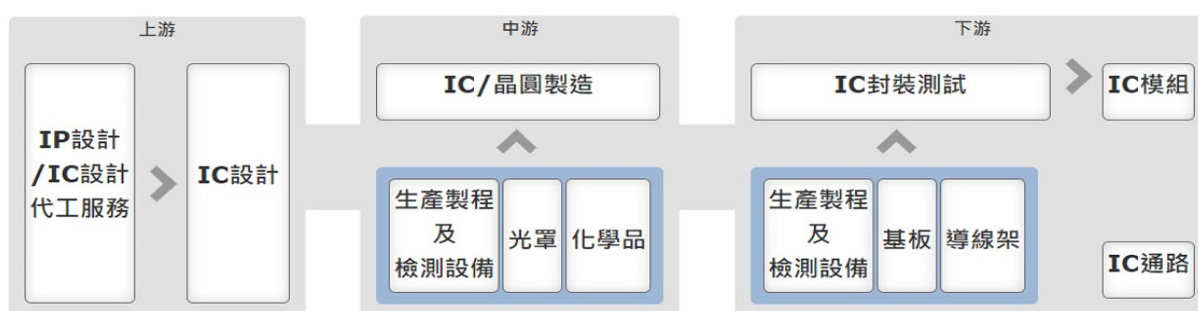 上游
IP設計
/IC設計
代工服務
IC設計
中游
IC/晶圓製造
生產製程
及
檢測設備
光罩
化學品
下游
IC封裝測試
IC模組
生產製程
及
檢測設備
基板
導線架
IC通路